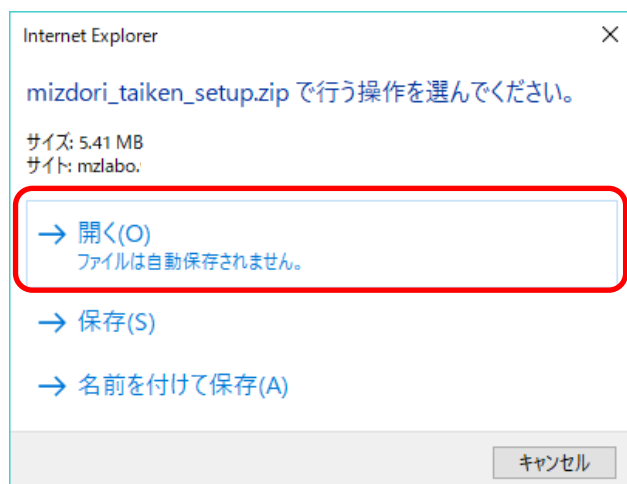 Internet Explorer
mizdori_taiken_setup.zip で行う操作を選んでください。
サイズ: 5.41 MB
サイト: mzlabo.
→ 開く(O)
ファイルは自動保存されません。
→ 保存(S)
→ 名前を付けて保存(A)
キャンセル